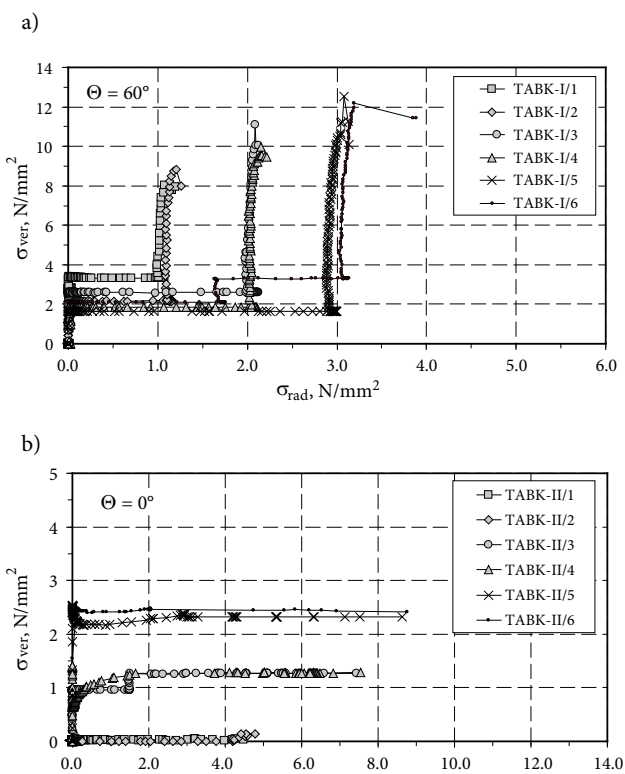 a)
14
12
10
8
6
4
2
0
σver, N/mm²
Θ = 60°
TABK-I/1
TABK-I/2
TABK-I/3
TABK-I/4
TABK-I/5
TABK-I/6
0.0 1.0 2.0 3.0 4.0 5.0 6.0
σrad, N/mm²
b)
5
4
3
2
1
0
σver, N/mm²
Θ = 0°
TABK-II/1
TABK-II/2
TABK-II/3
TABK-II/4
TABK-II/5
TABK-II/6
0.0 2.0 4.0 6.0 8.0 10.0 12.0 14.0